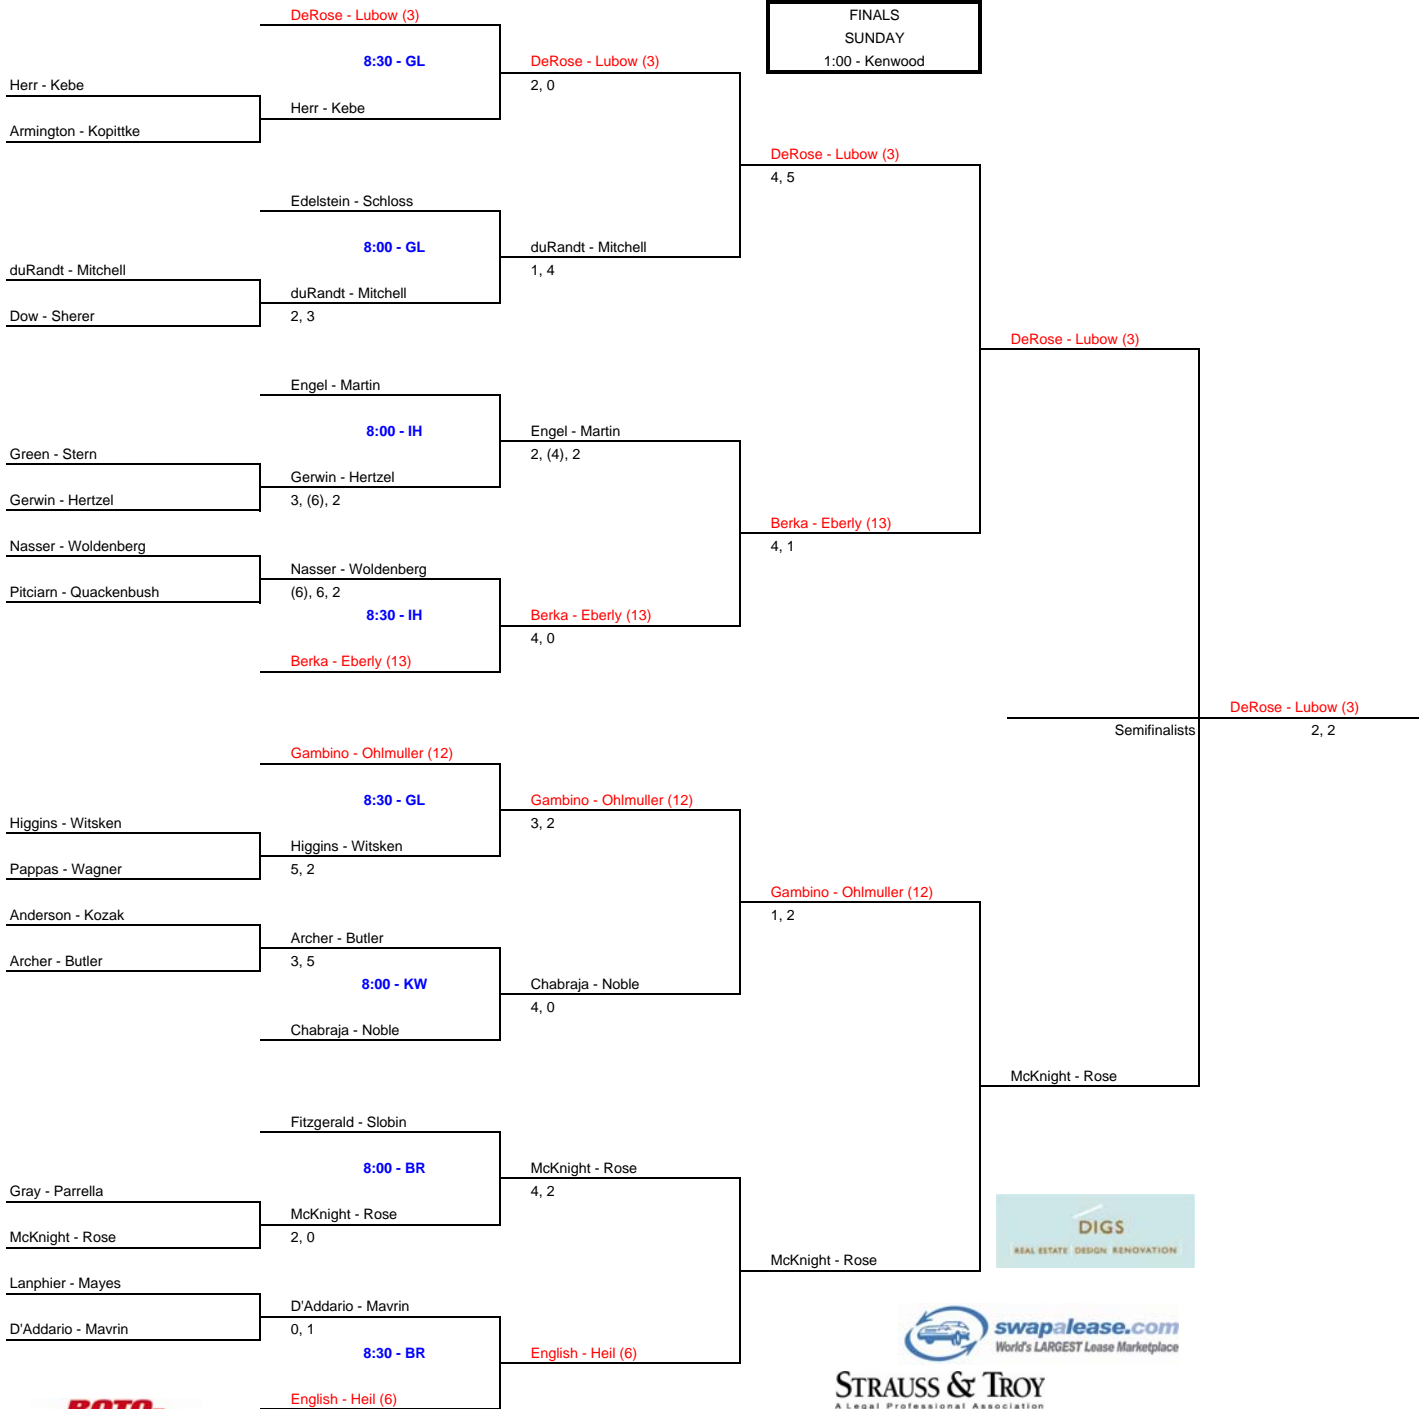 DeRose - Lubow (3)
FINALS
SUNDAY
1:00 - Kenwood
8:30 - GL
DeRose - Lubow (3)
2, 0
Herr - Kebe
Herr - Kebe
Armington - Kopittke
DeRose - Lubow (3)
4, 5
Edelstein - Schloss
8:00 - GL
duRandt - Mitchell
1, 4
duRandt - Mitchell
duRandt - Mitchell
2, 3
Dow - Sherer
DeRose - Lubow (3)
Engel - Martin
8:00 - IH
Engel - Martin
2, (4), 2
Green - Stern
Gerwin - Hertzel
3, (6), 2
Gerwin - Hertzel
Berka - Eberly (13)
4, 1
Nasser - Woldenberg
Nasser - Woldenberg
(6), 6, 2
Pitciarn - Quackenbush
8:30 - IH
Berka - Eberly (13)
4, 0
Berka - Eberly (13)
DeRose - Lubow (3)
Semifinalists
2, 2
Gambino - Ohlmuller (12)
8:30 - GL
Gambino - Ohlmuller (12)
3, 2
Higgins - Witsken
Higgins - Witsken
5, 2
Pappas - Wagner
Gambino - Ohlmuller (12)
1, 2
Anderson - Kozak
Archer - Butler
3, 5
Archer - Butler
8:00 - KW
Chabraja - Noble
4, 0
Chabraja - Noble
McKnight - Rose
Fitzgerald - Slobin
8:00 - BR
McKnight - Rose
4, 2
Gray - Parrella
McKnight - Rose
2, 0
McKnight - Rose
DIGS
REAL ESTATE DESIGN RENOVATION
McKnight - Rose
Lanphier - Mayes
D'Addario - Mavrin
0, 1
D'Addario - Mavrin
8:30 - BR
English - Heil (6)
swapalease.com
World's LARGEST Lease Marketplace
STRAUSS & TROY
A Legal Professional Association
English - Heil (6)
ROTO-